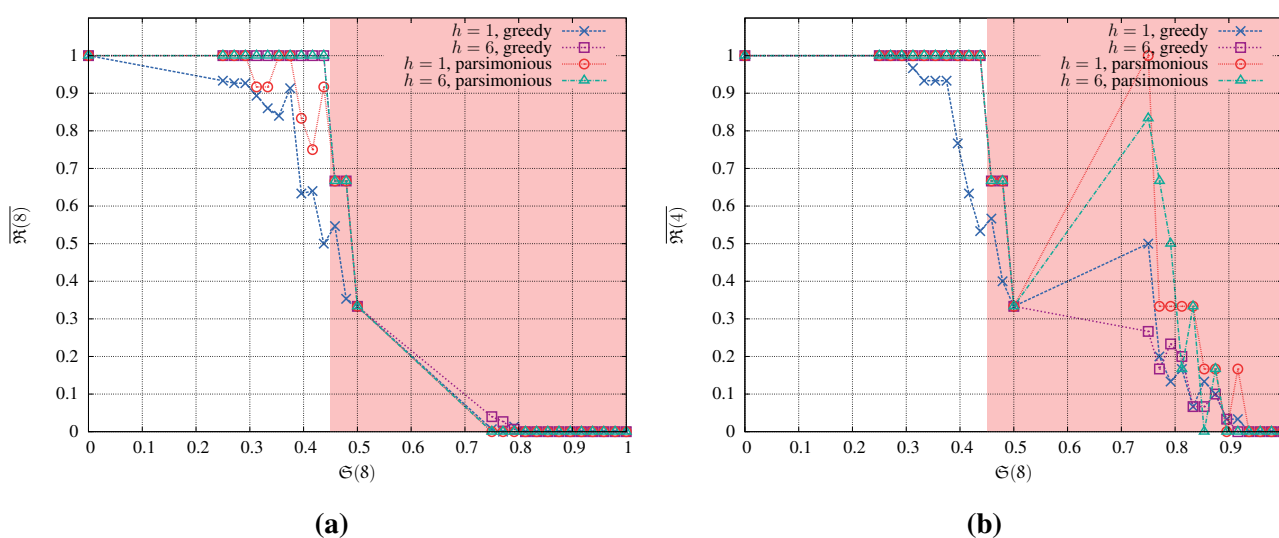 h = 1, greedy
h = 6, greedy
h = 1, parsimonious
h = 6, parsimonious
1
0.9
0.8
0.7
0.6
0.5
0.4
0.3
0.2
0.1
0
0 0.1 0.2 0.3 0.4 0.5 0.6 0.7 0.8 0.9 1
ℜ(8)
𝔖(8)
(a)
h = 1, greedy
h = 6, greedy
h = 1, parsimonious
h = 6, parsimonious
1
0.9
0.8
0.7
0.6
0.5
0.4
0.3
0.2
0.1
0
0 0.1 0.2 0.3 0.4 0.5 0.6 0.7 0.8 0.9
ℜ(4)
𝔖(8)
(b)